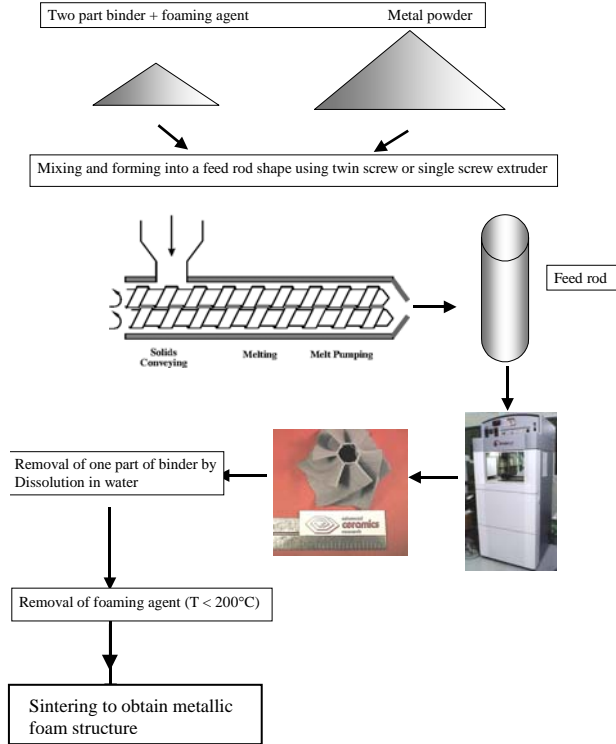 Two part binder + foaming agent
Metal powder
Mixing and forming into a feed rod shape using twin screw or single screw extruder
Feed rod
Solids
Conveying
Melting
Melt Pumping
Removal of one part of binder by
Dissolution in water
advanced
ceramics
research
Removal of foaming agent (T < 200°C)
Sintering to obtain metallic
foam structure